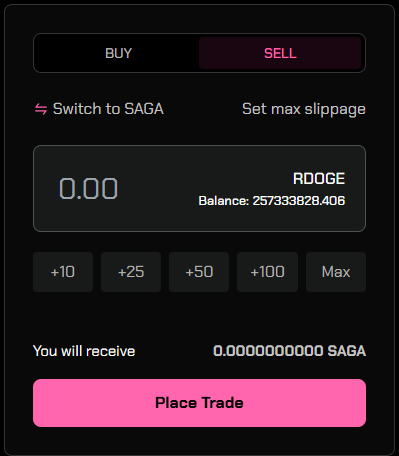 BUY SELL
Switch to SAGA Set max slippage
0.00 RDOGE
Balance: 257333828.406
+10 +25 +50 +100 Max
You will receive 0.0000000000 SAGA
Place Trade